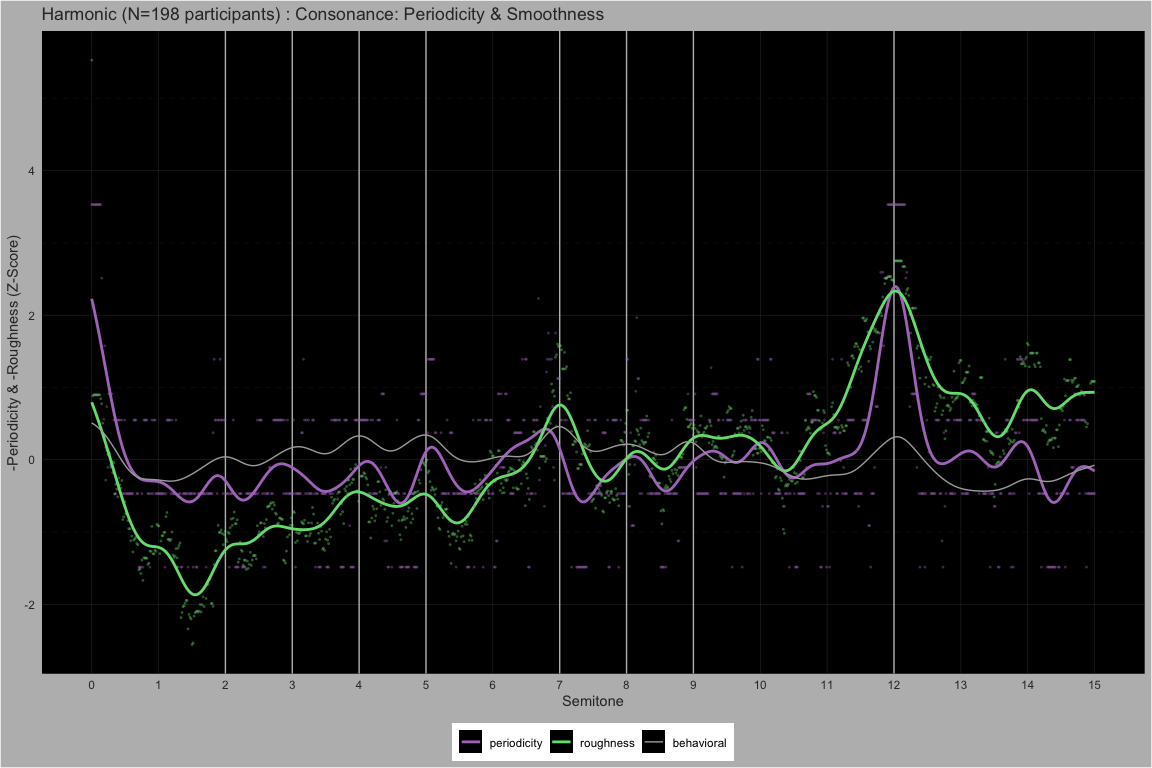 Harmonic (N=198 participants) : Consonance: Periodicity & Smoothness
-Periodicity & -Roughness (Z-Score)
4
2
0
-2
0 1 2 3 4 5 6 7 8 9 10 11 12 13 14 15
Semitone
periodicity roughness behavioral